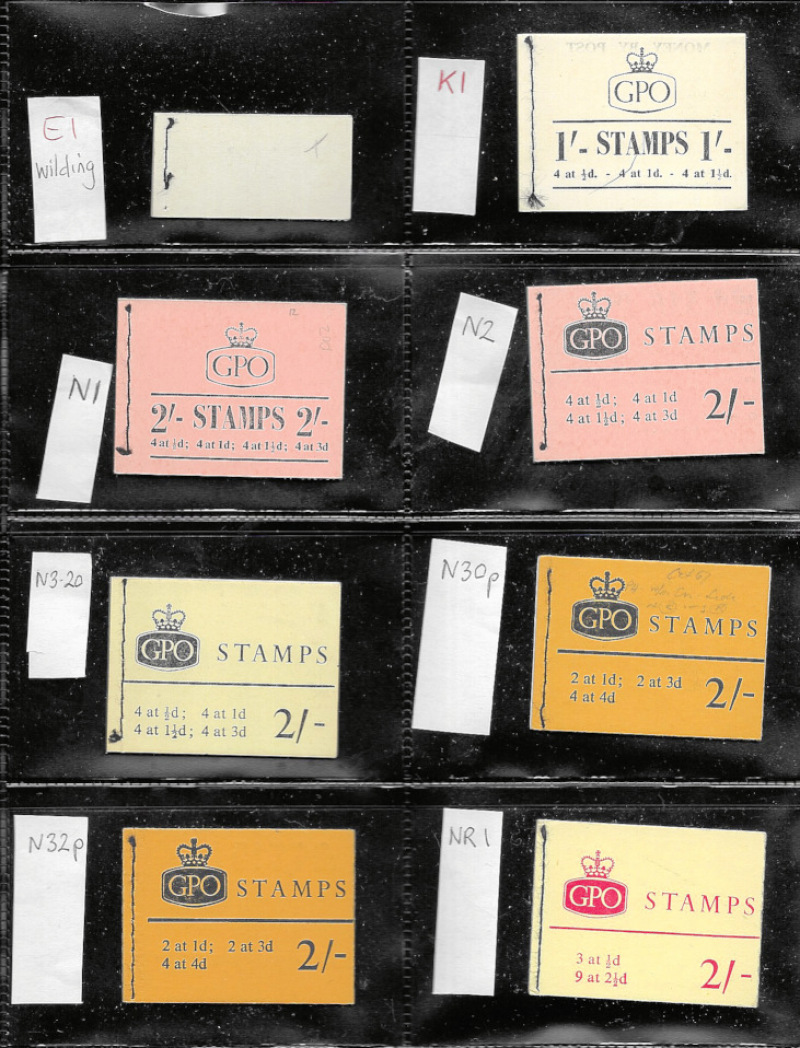 E1
Wilding
K1
MONEY BY POST
GPO
1/- STAMPS 1/-
4 at ½d. - 4 at 1d. - 4 at 1½d.
N1
12
GPO
2/- STAMPS 2/-
4 at ½d; 4 at 1d; 4 at 1½d; 4 at 3d
N2
GPO STAMPS
4 at ½d; 4 at 1d
4 at 1½d; 4 at 3d
2/-
N3-20
GPO STAMPS
4 at ½d; 4 at 1d
4 at 1½d; 4 at 3d
2/-
N30p
GPO STAMPS
2 at 1d; 2 at 3d
4 at 4d
2/-
N32p
GPO STAMPS
2 at 1d; 2 at 3d
4 at 4d
2/-
NR1
GPO STAMPS
3 at ½d
9 at 2½d
2/-